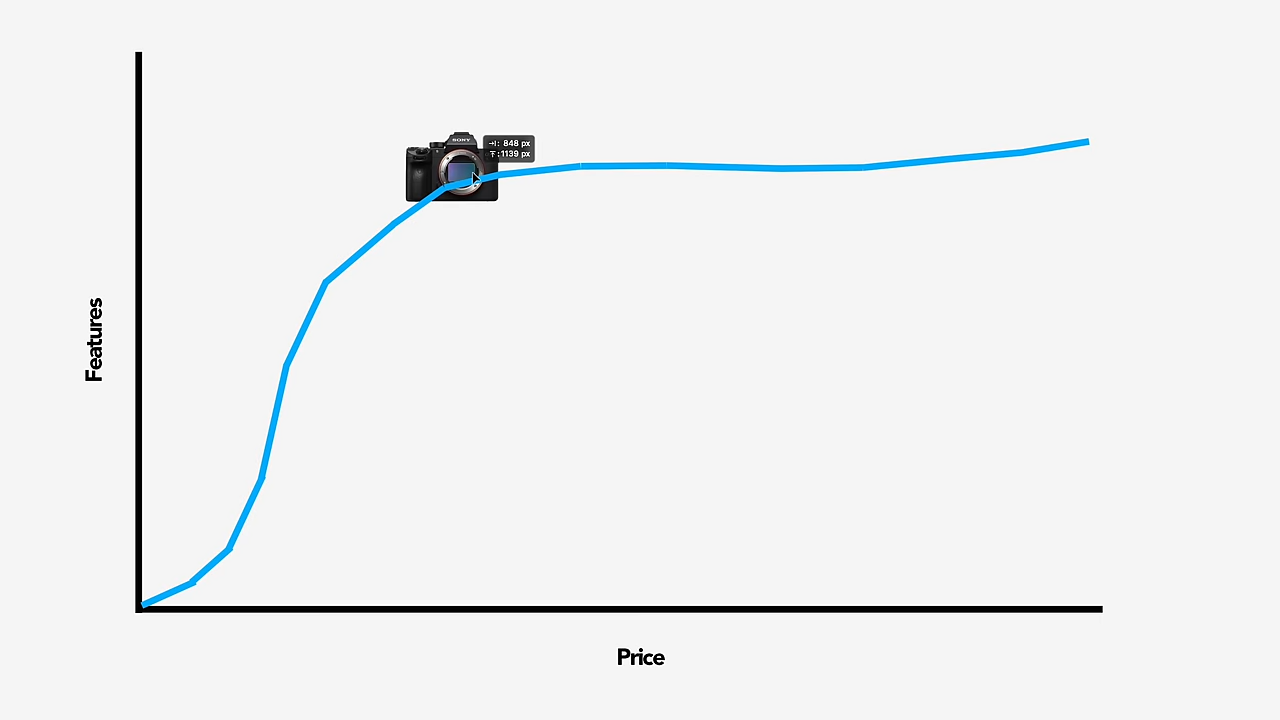 SONY
→I: 848 px
T: 1139 px
Features
Price